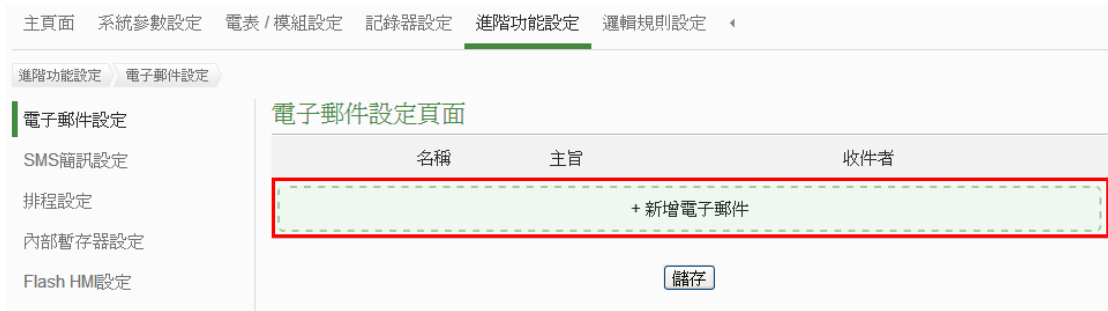 主頁面 系統參數設定 電表 / 模組設定 記錄器設定 進階功能設定 邏輯規則設定
進階功能設定 電子郵件設定
電子郵件設定
SMS簡訊設定
排程設定
內部暫存器設定
Flash HMI設定
電子郵件設定頁面
名稱 主旨 收件者
+ 新增電子郵件
儲存